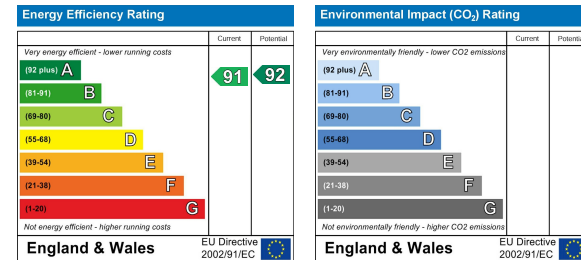 Energy Efficiency Rating
Current Potential
Very energy efficient - lower running costs
(92 plus) A
(81-91) B
(69-80) C
(55-68) D
(39-54) E
(21-38) F
(1-20) G
91 92
Not energy efficient - higher running costs
England & Wales
EU Directive
2002/91/EC
Environmental Impact (CO2) Rating
Current Potential
Very environmentally friendly - lower CO2 emissions
(92 plus) A
(81-91) B
(69-80) C
(55-68) D
(39-54) E
(21-38) F
(1-20) G
Not environmentally friendly - higher CO2 emissions
England & Wales
EU Directive
2002/91/EC